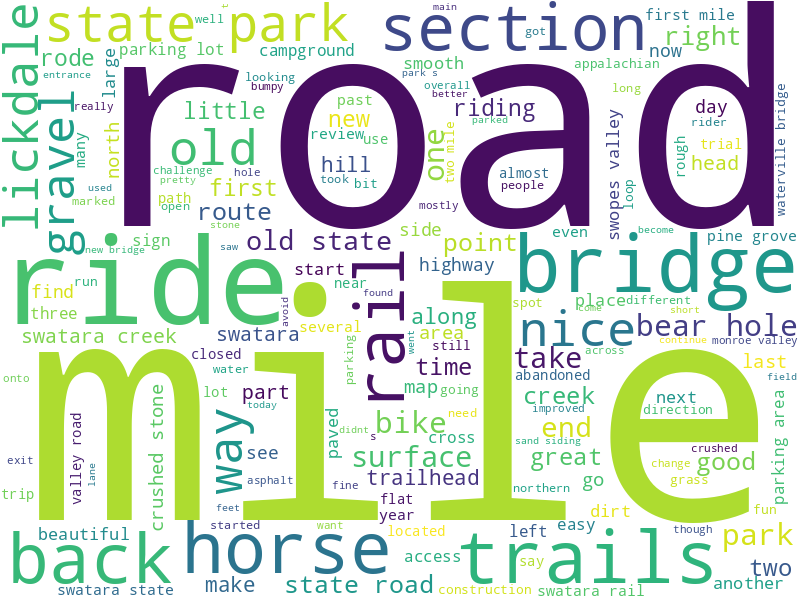 road
mile
ride
section
bridge
trails
horse
back
rail
state park
old
nice
gravel
lickdale
way
little
hill
one
new
riding
right
smooth
appalachian
first mile
now
day
rider
trial
head
rough
waterville bridge
swopes valley
loop
two mile
main
got
well
t
parking lot
campground
rode
large
looking
bumpy
park's
overall
better
parked
long
entrance
really
many
north
past
review
use
took
bit
almost
people
mostly
challenge
pretty
hole
path
open
used
marked
first
route
stone
sign
new bridge
saw
old state
side
point
highway
even
become
pine grove
start
near
run
find
three
avoid
found
several
along
area
spot
place
different
come
short
swatara creek
swatara
closed
water
parking
still
went
time
map
going
take
across
bear hole
monroe valley
continue
last
abandoned
creek
next
direction
field
onto
lot
part
today
didnt
s
bike
cross
need
improved
end
sand siding
crushed
good
parking area
valley road
crushed stone
see
paved
surface
great
go
change
grass
exit
lane
asphalt
fine
flat
trailhead
northern
trip
feet
year
dirt
fun
beautiful
started
want
located
left
easy
though
park
access
say
two
swatara state
make
state road
construction
swatara rail
another